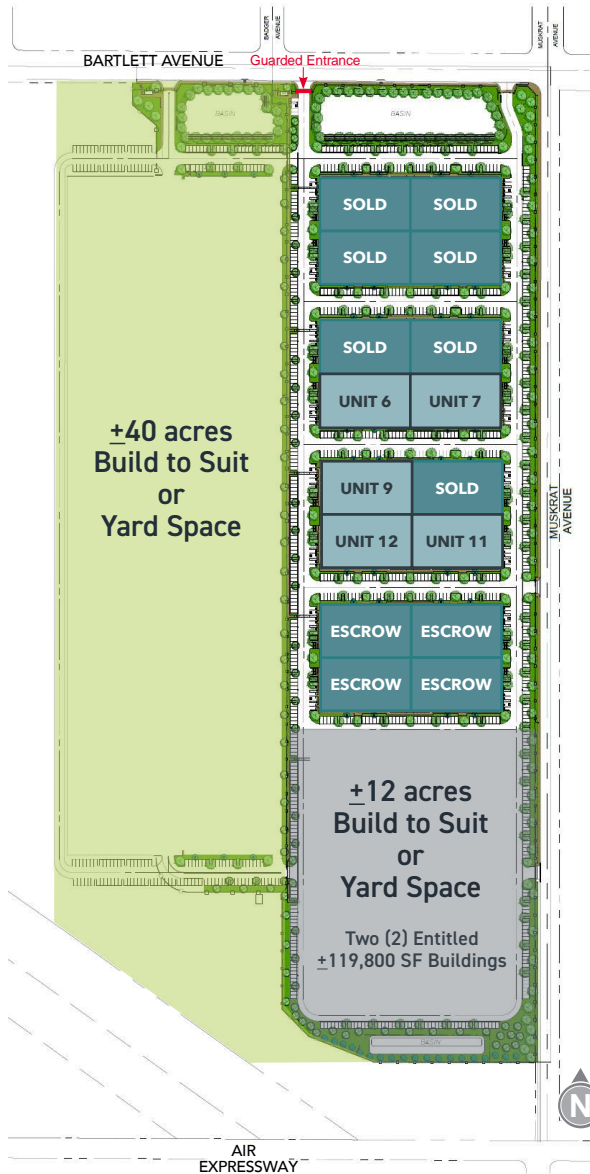 BADGER
AVENUE
MUSKRAT
AVENUE
BARTLETT AVENUE
Guarded Entrance
BASIN
BASIN
SOLD SOLD
SOLD SOLD
SOLD SOLD
UNIT 6 UNIT 7
UNIT 9 SOLD
UNIT 12 UNIT 11
ESCROW ESCROW
ESCROW ESCROW
±40 acres
Build to Suit
or
Yard Space
MUSKRAT
AVENUE
±12 acres
Build to Suit
or
Yard Space
Two (2) Entitled
±119,800 SF Buildings
BASIN
N
AIR
EXPRESSWAY